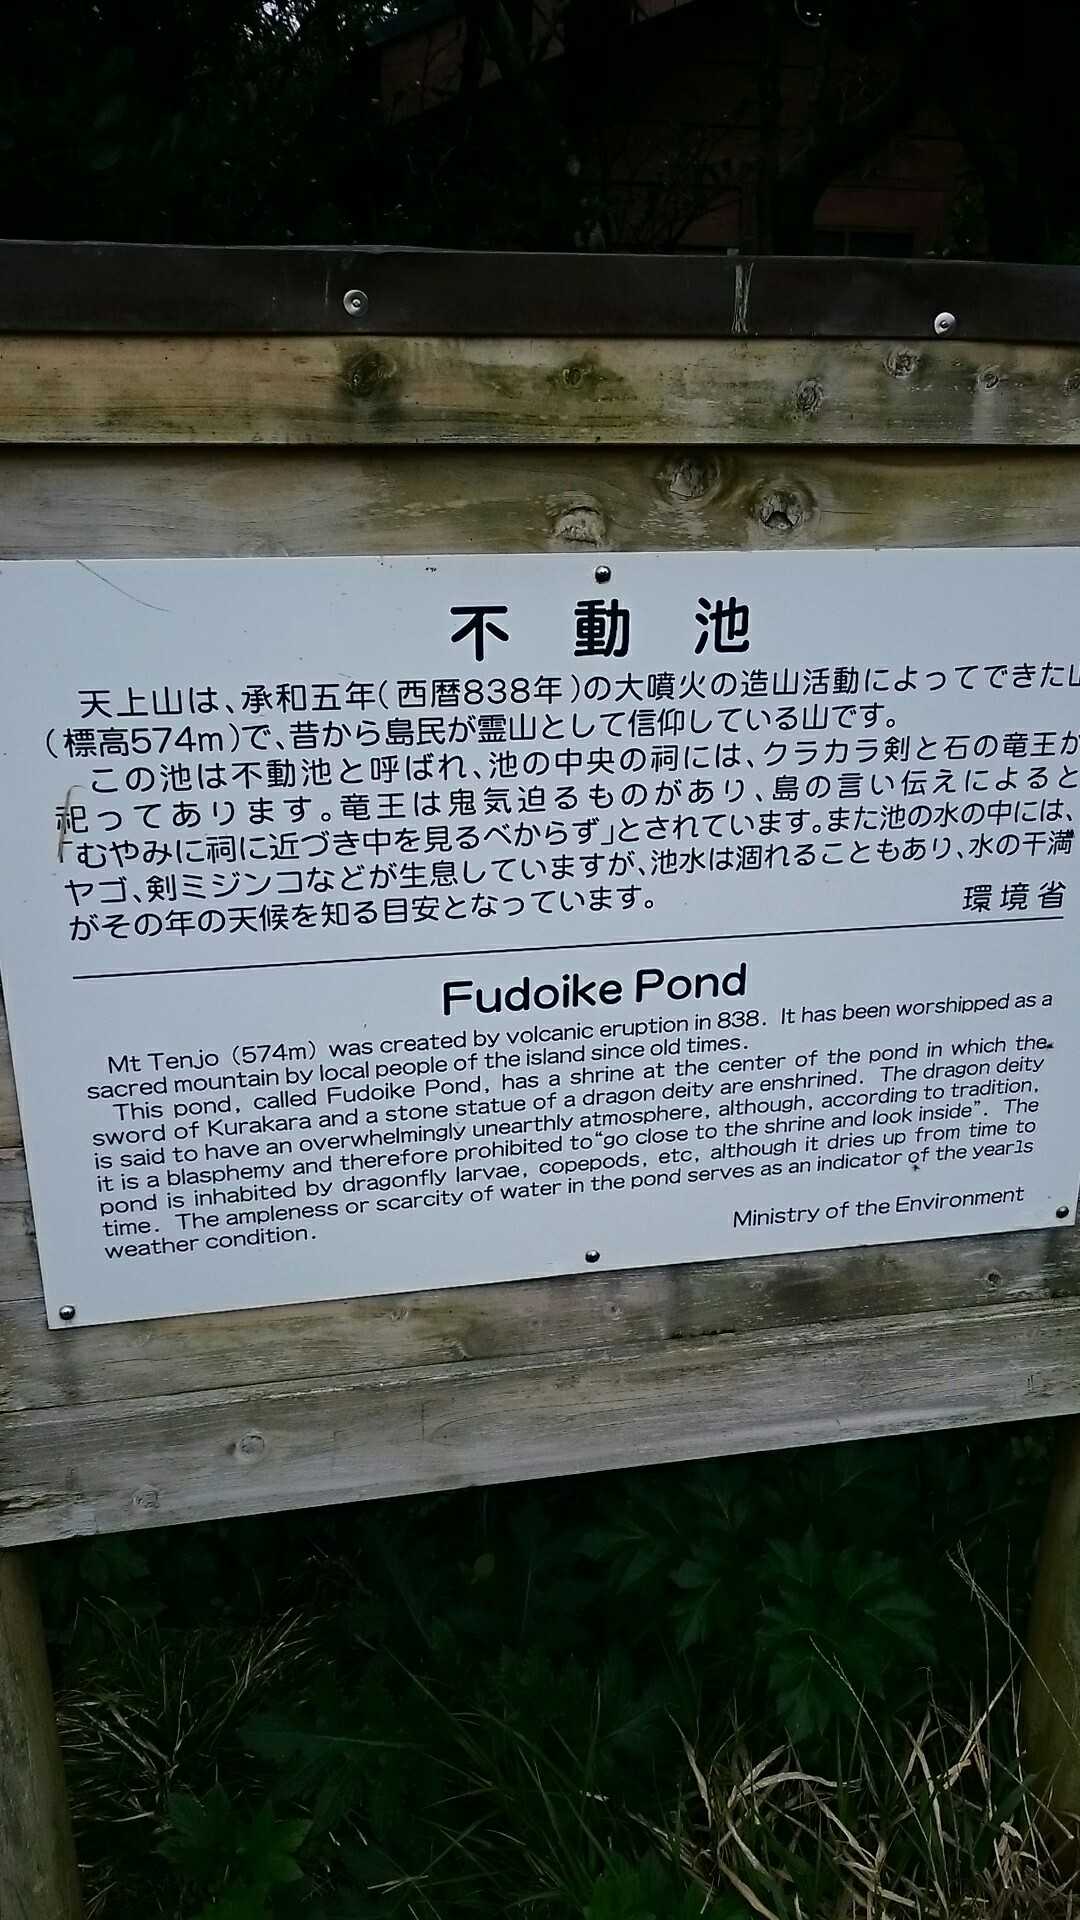 不動池
天上山は、承和五年(西暦838年)の大噴火の造山活動によってできた山
(標高574m)で、昔から島民が霊山として信仰している山です。
この池は不動池と呼ばれ、池の中央の祠には、クラカラ剣と石の竜王が
祀ってあります。竜王は鬼気迫るものがあり、島の言い伝えによると
「むやみに祠に近づき中を見るべからず」とされています。また池の水の中には、
ヤゴ、剣ミジンコなどが生息していますが、池水は涸れることもあり、水の干満
がその年の天候を知る目安となっています。
環境省
Fudoike Pond
Mt Tenjo (574m) was created by volcanic eruption in 838. It has been worshipped as a
sacred mountain by local people of the island since old times.
This pond, called Fudoike Pond, has a shrine at the center of the pond in which the
sword of Kurakara and a stone statue of a dragon deity are enshrined. The dragon deity
is said to have an overwhelmingly unearthly atmosphere, although, according to tradition,
it is a blasphemy and therefore prohibited to “go close to the shrine and look inside”. The
pond is inhabited by dragonfly larvae, copepods, etc, although it dries up from time to
time. The ampleness or scarcity of water in the pond serves as an indicator of the year1s
weather condition.
Ministry of the Environment